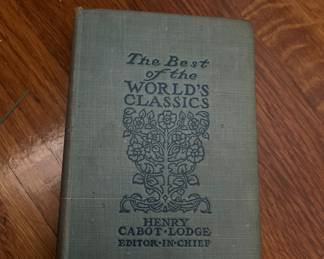 The Best
of the
WORLD'S
CLASSICS
HENRY
CABOT·LODGE
EDITOR·IN·CHIEF